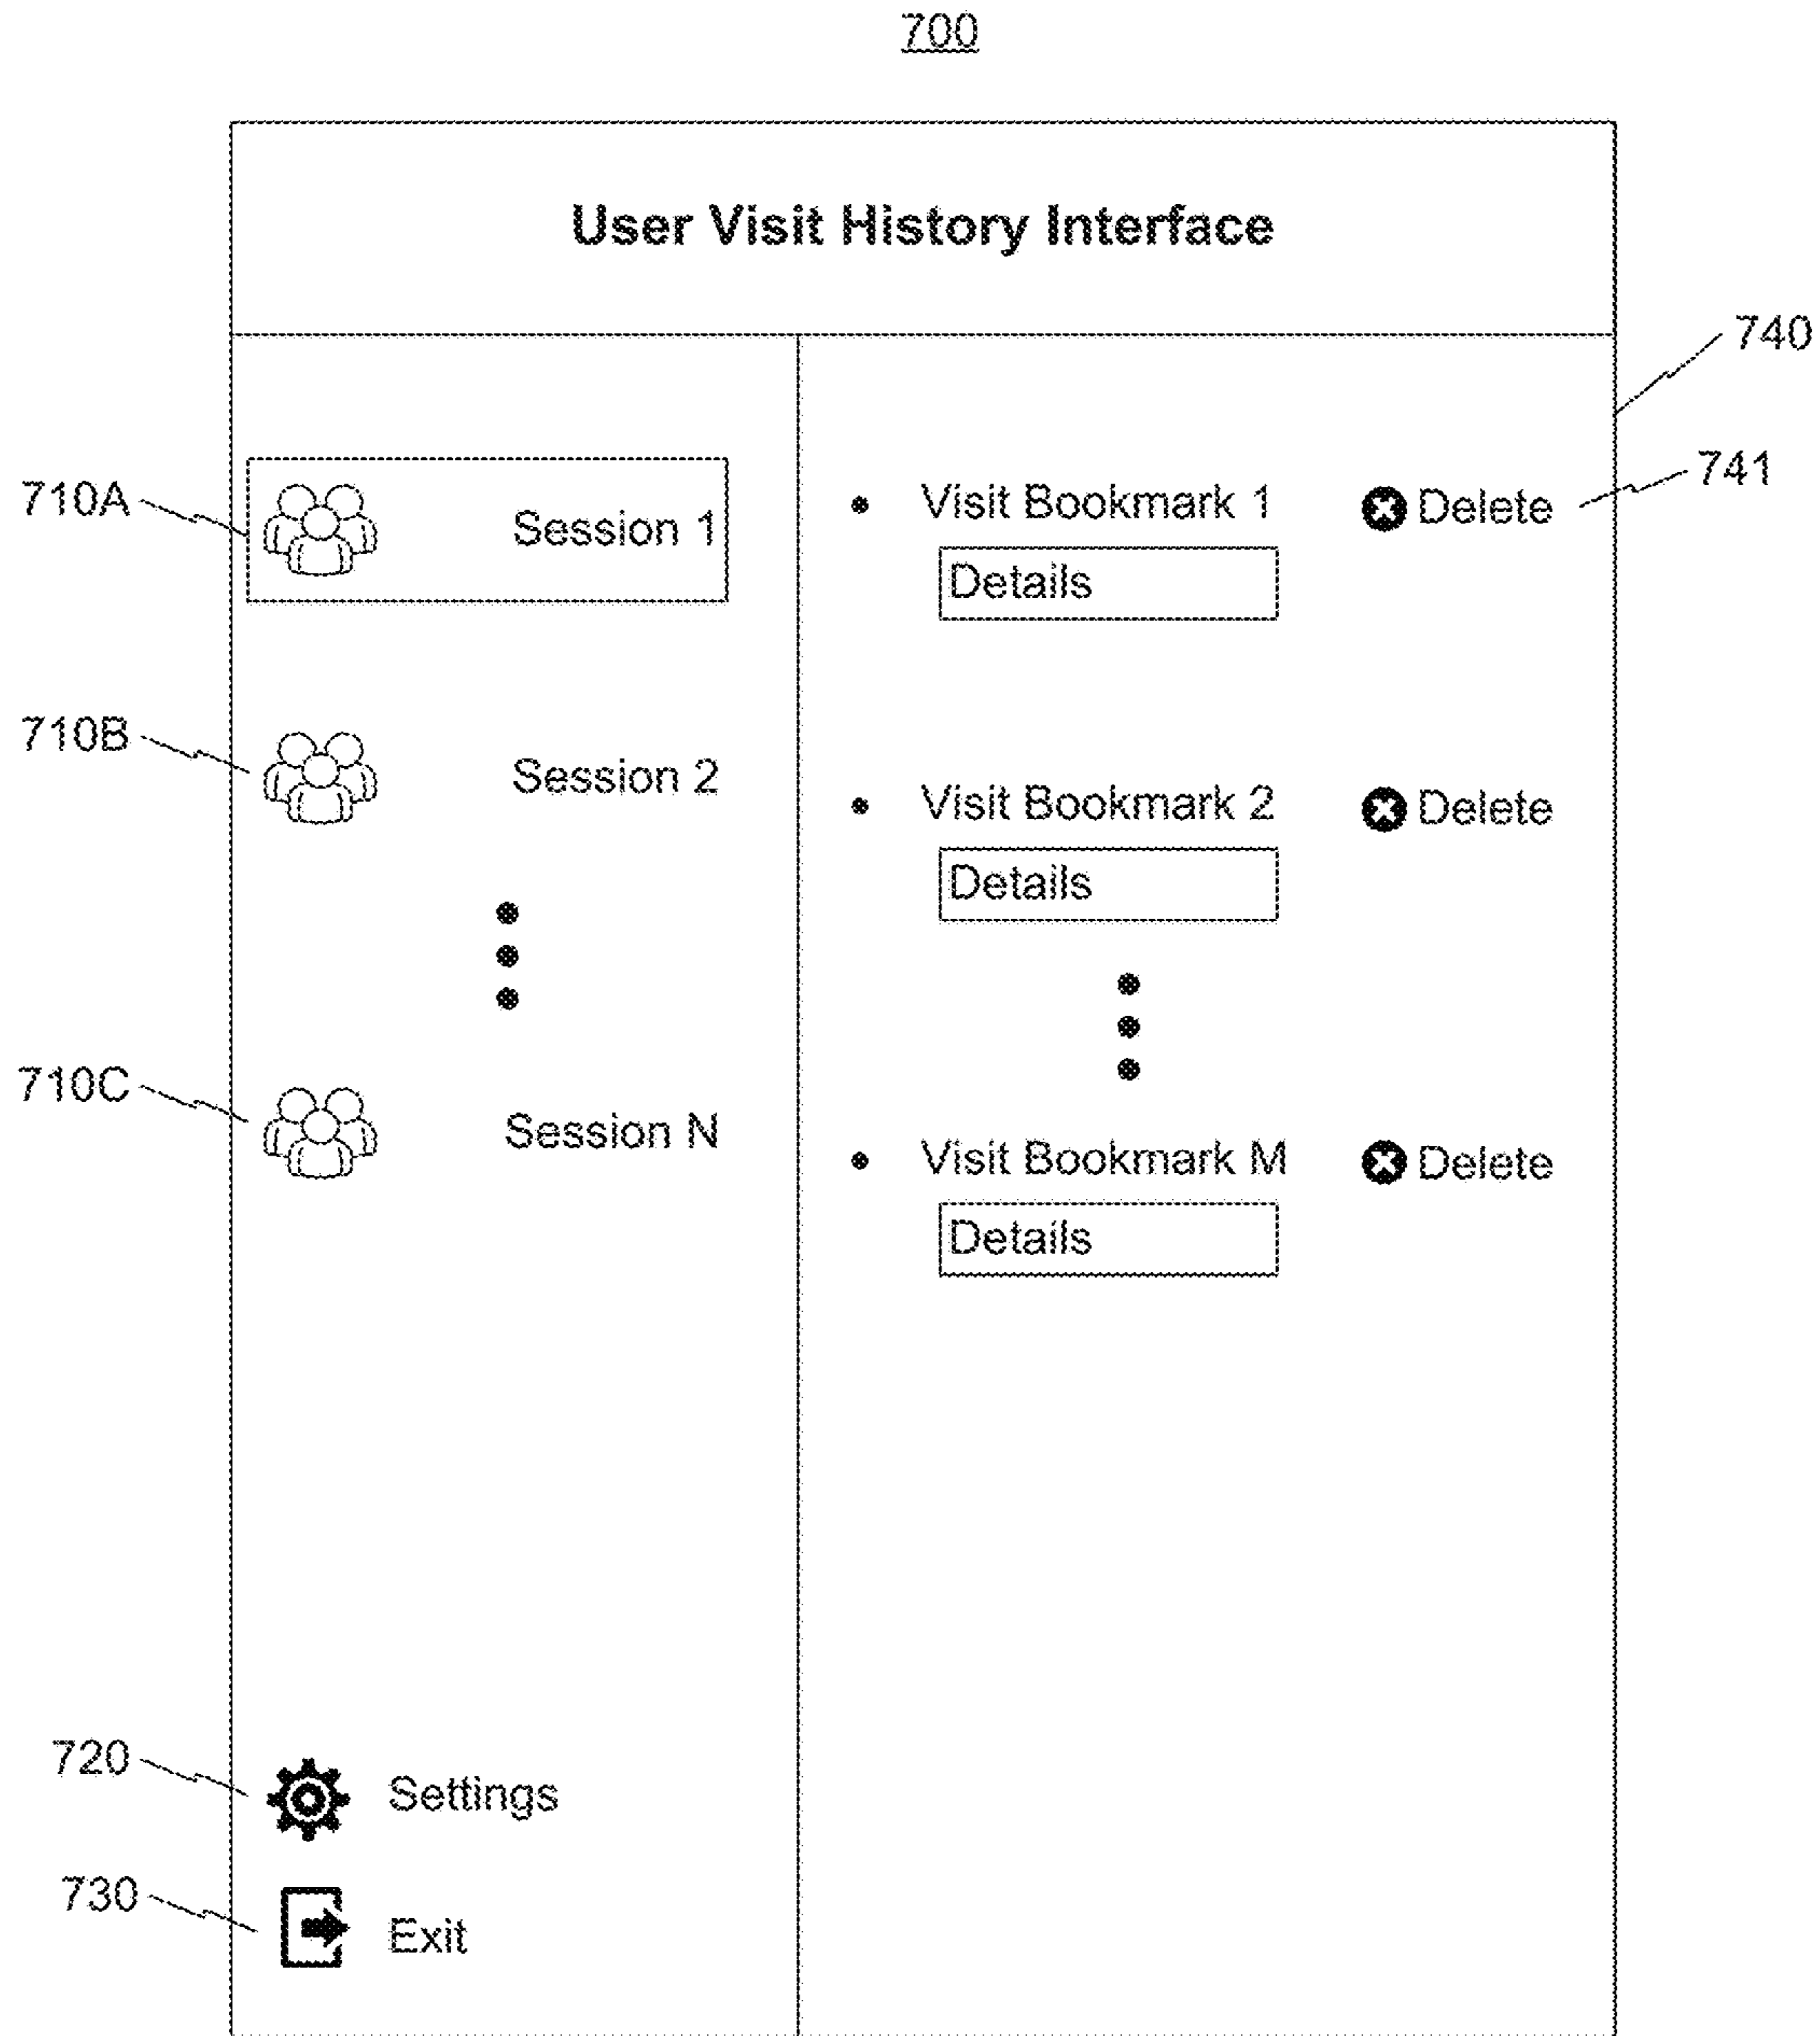 700
User Visit History Interface
740
710A
Session 1
Visit Bookmark 1
Delete
741
Details
710B
Session 2
Visit Bookmark 2
Delete
Details
710C
Session N
Visit Bookmark M
Delete
Details
720
Settings
730
Exit